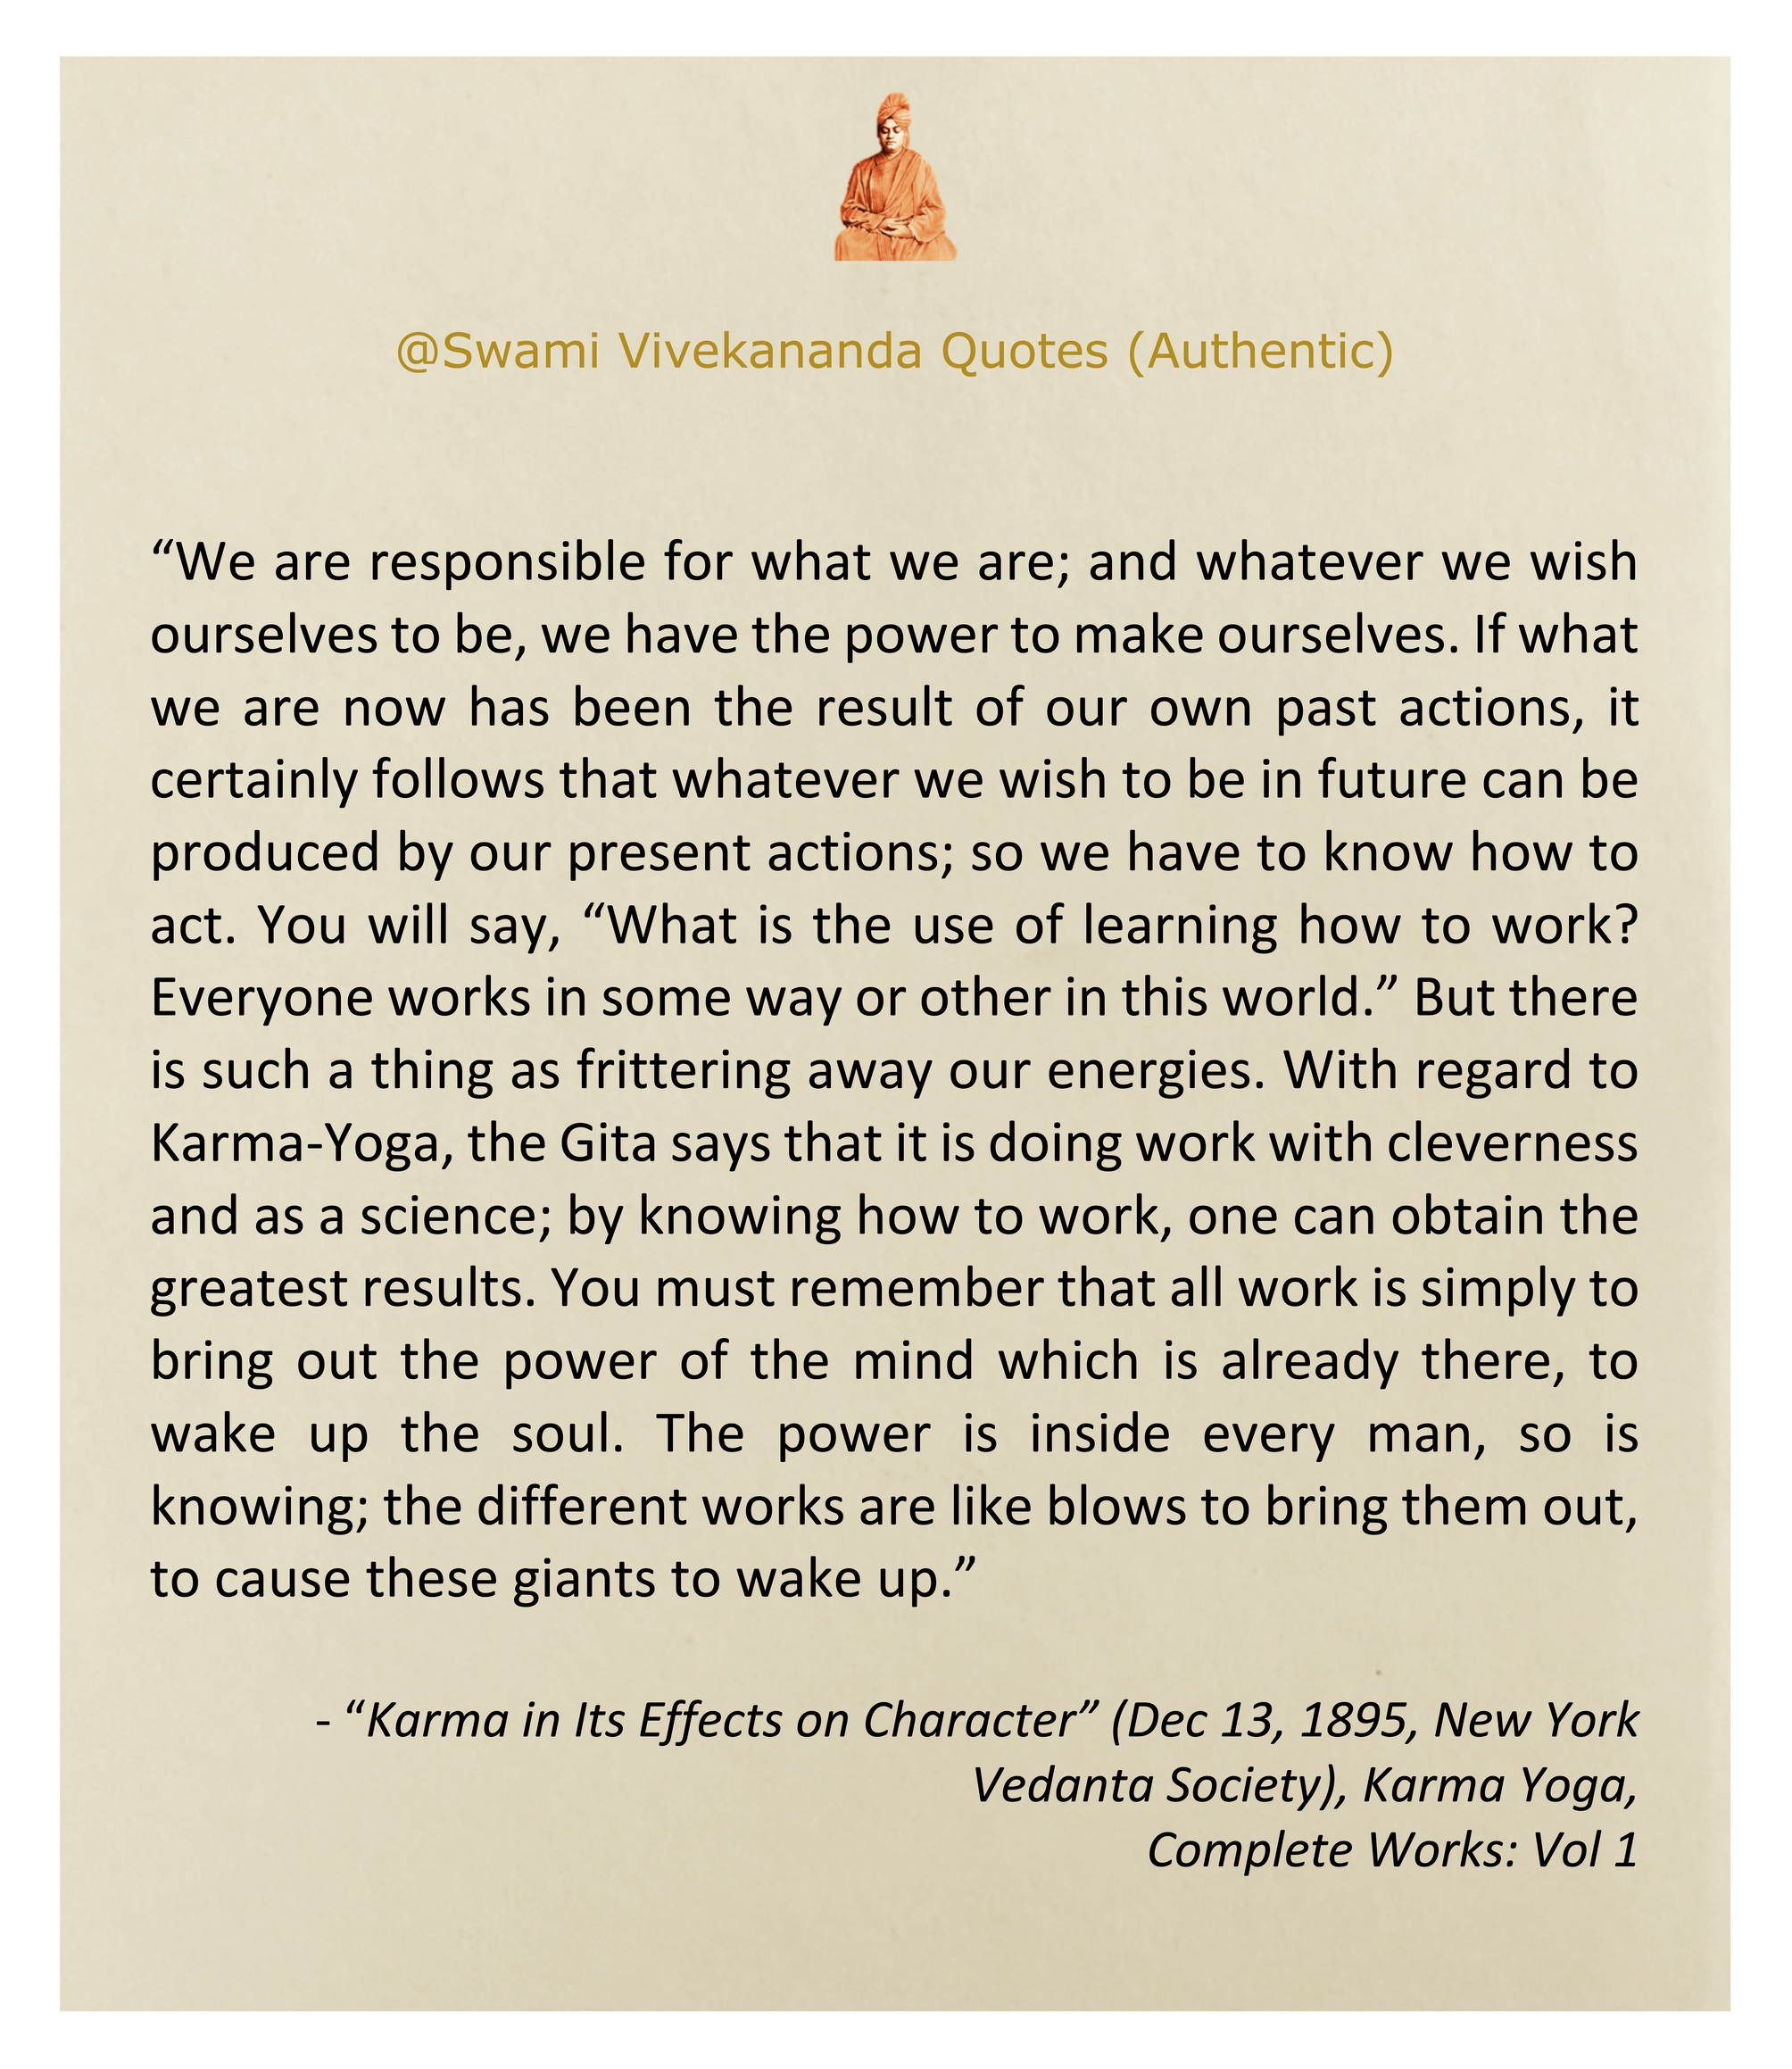 @Swami Vivekananda Quotes (Authentic)
“We are responsible for what we are; and whatever we wish
ourselves to be, we have the power to make ourselves. If what
we are now has been the result of our own past actions, it
certainly follows that whatever we wish to be in future can be
produced by our present actions; so we have to know how to
act. You will say, “What is the use of learning how to work?
Everyone works in some way or other in this world.” But there
is such a thing as frittering away our energies. With regard to
Karma-Yoga, the Gita says that it is doing work with cleverness
and as a science; by knowing how to work, one can obtain the
greatest results. You must remember that all work is simply to
bring out the power of the mind which is already there, to
wake up the soul. The power is inside every man, so is
knowing; the different works are like blows to bring them out,
to cause these giants to wake up.”
- “Karma in Its Effects on Character” (Dec 13, 1895, New York
Vedanta Society), Karma Yoga,
Complete Works: Vol 1